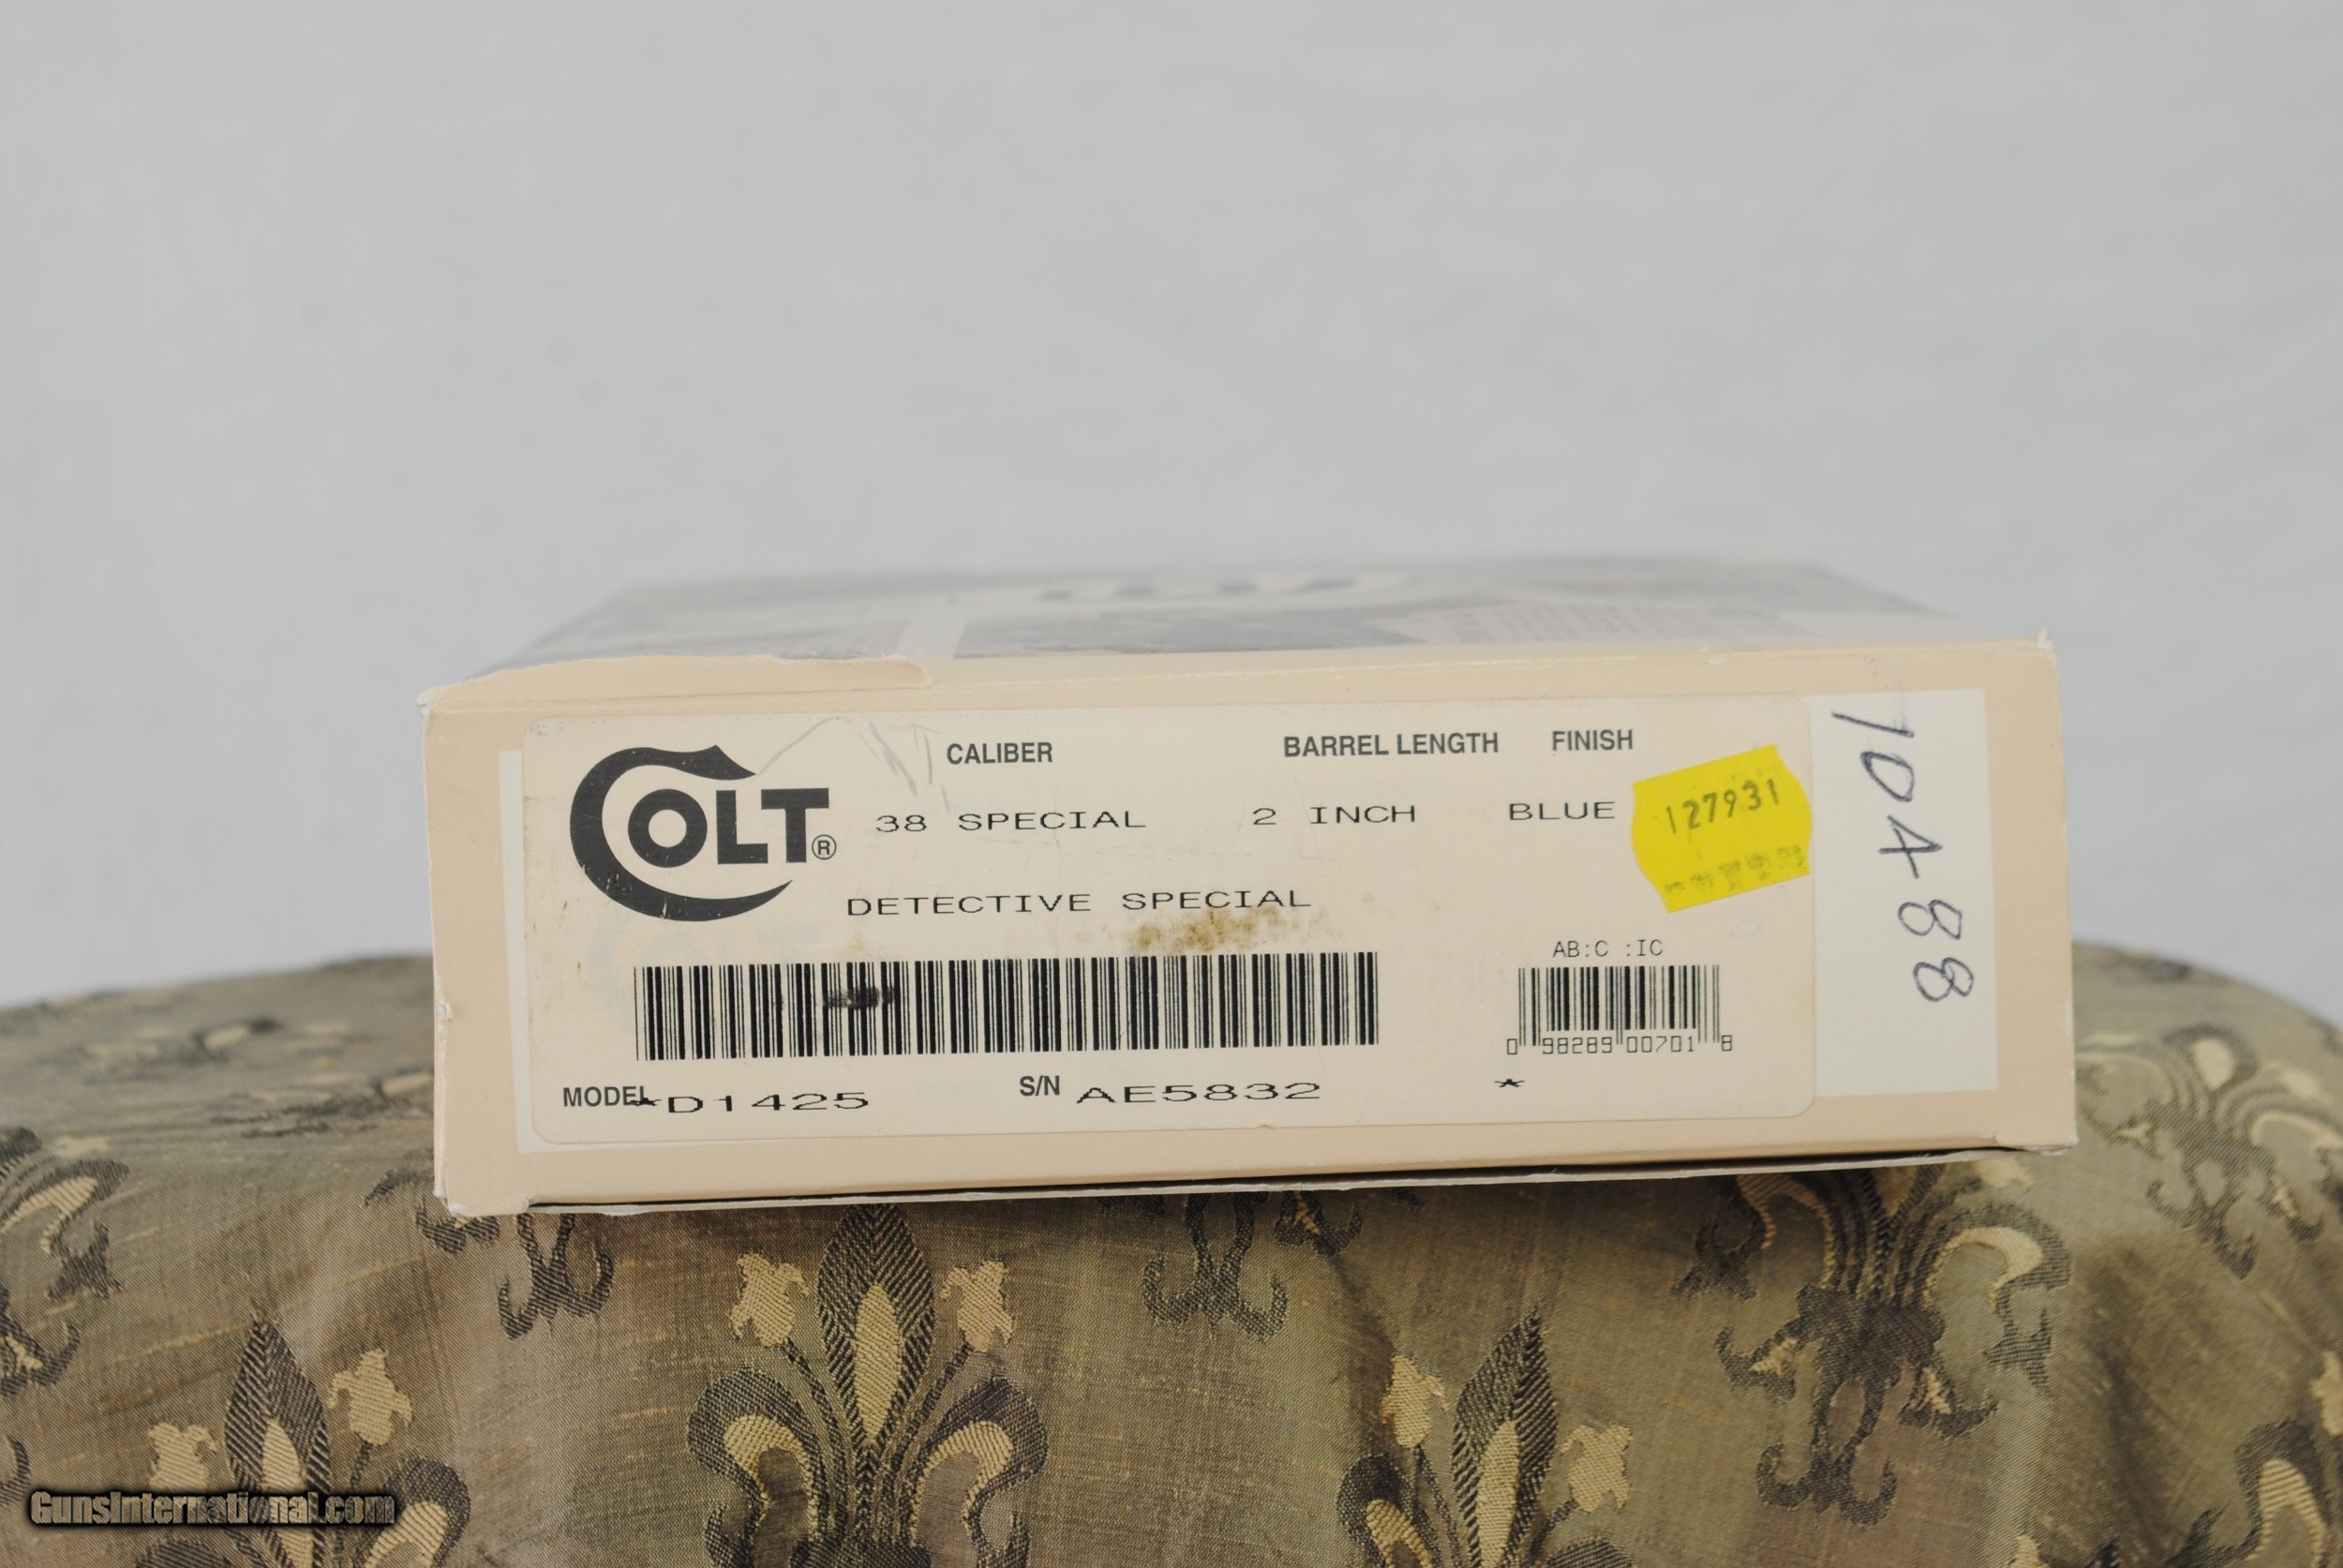 COLT®
CALIBER BARREL LENGTH FINISH
38 SPECIAL 2 INCH BLUE
127931
DETECTIVE SPECIAL
AB:C :IC
0 98289 00701 8
MODEL *D1425 S/N AE5832 *
10A88
GunsInternational.com